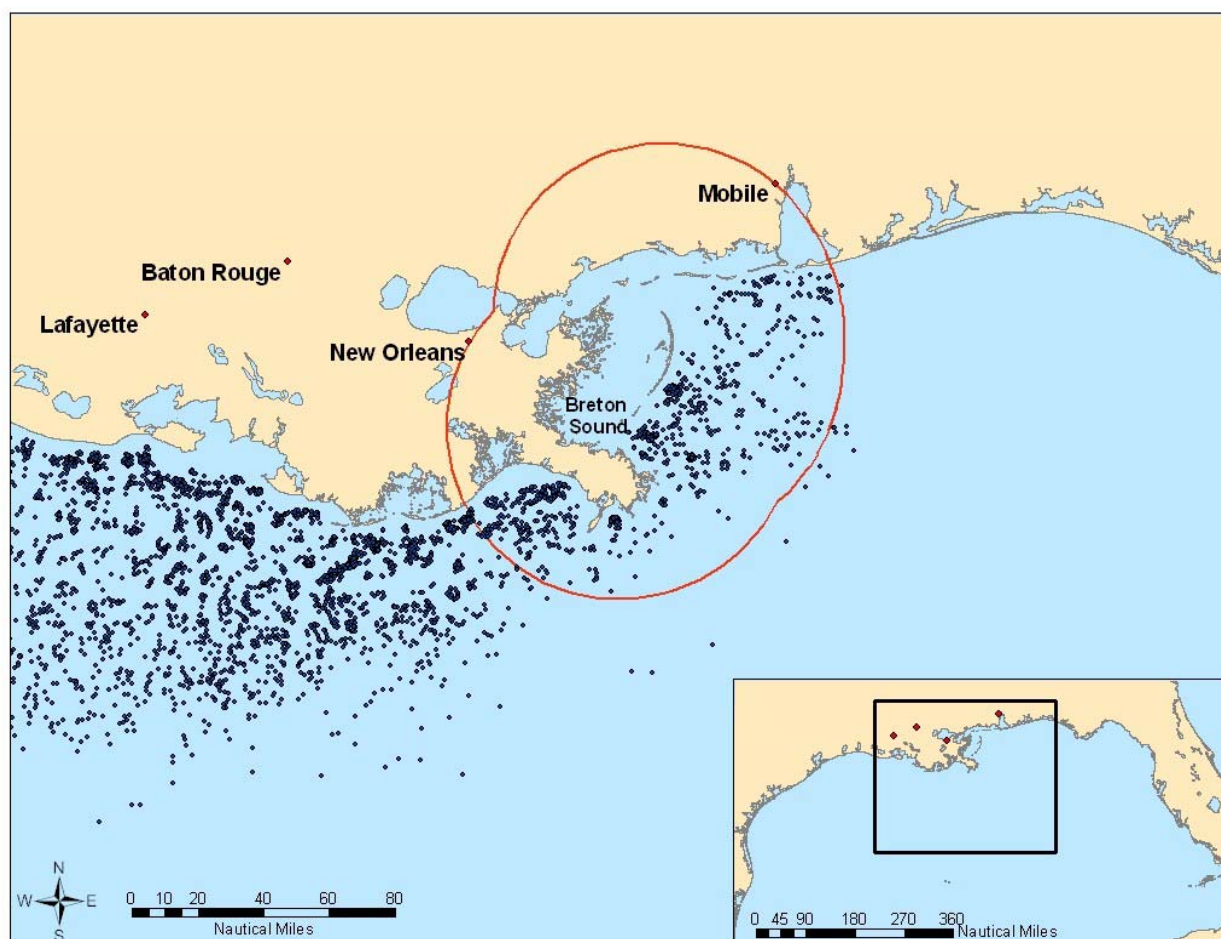 Mobile
Baton Rouge
Lafayette
New Orleans
Breton
Sound
N
W E
S
0 10 20 40 60 80
Nautical Miles
0 45 90 180 270 360
Nautical Miles